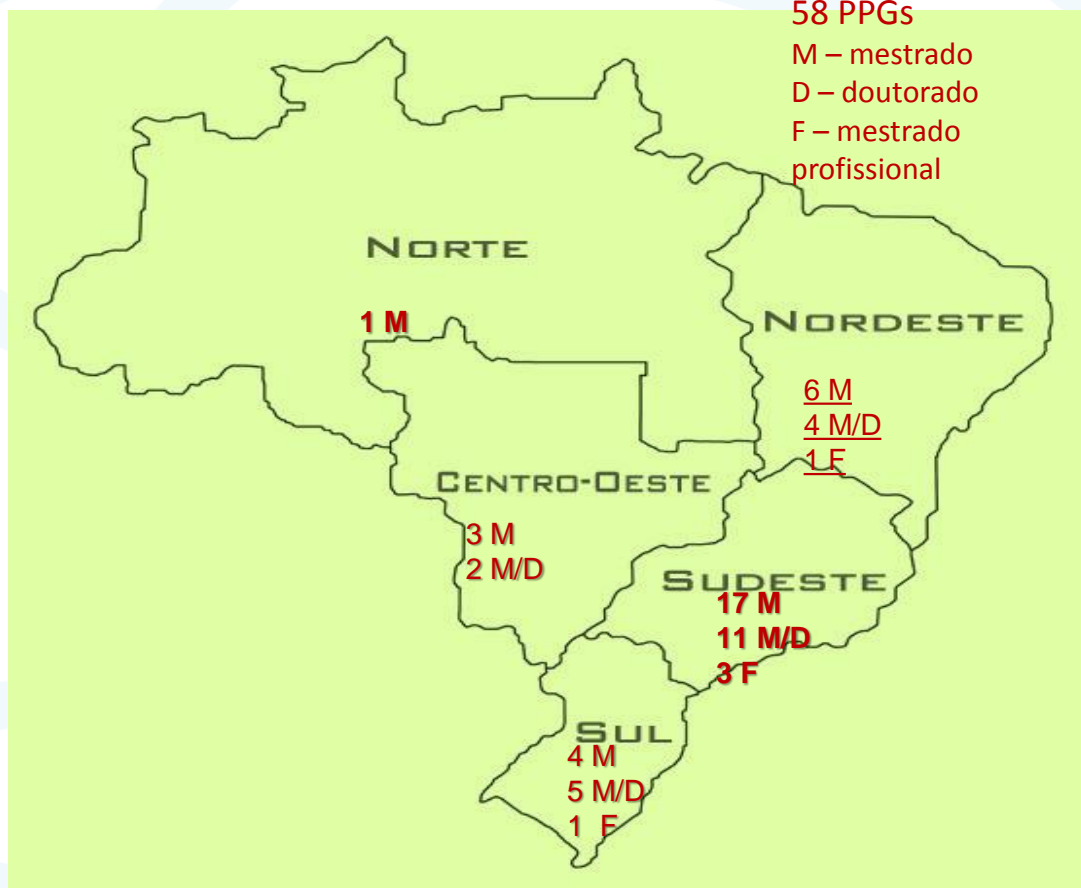 58 PPGs
M – mestrado
D – doutorado
F – mestrado
profissional
NORTE
1 M
NORDESTE
6 M
4 M/D
1 F
CENTRO-OESTE
3 M
2 M/D
SUDESTE
17 M
11 M/D
3 F
SUL
4 M
5 M/D
1 F